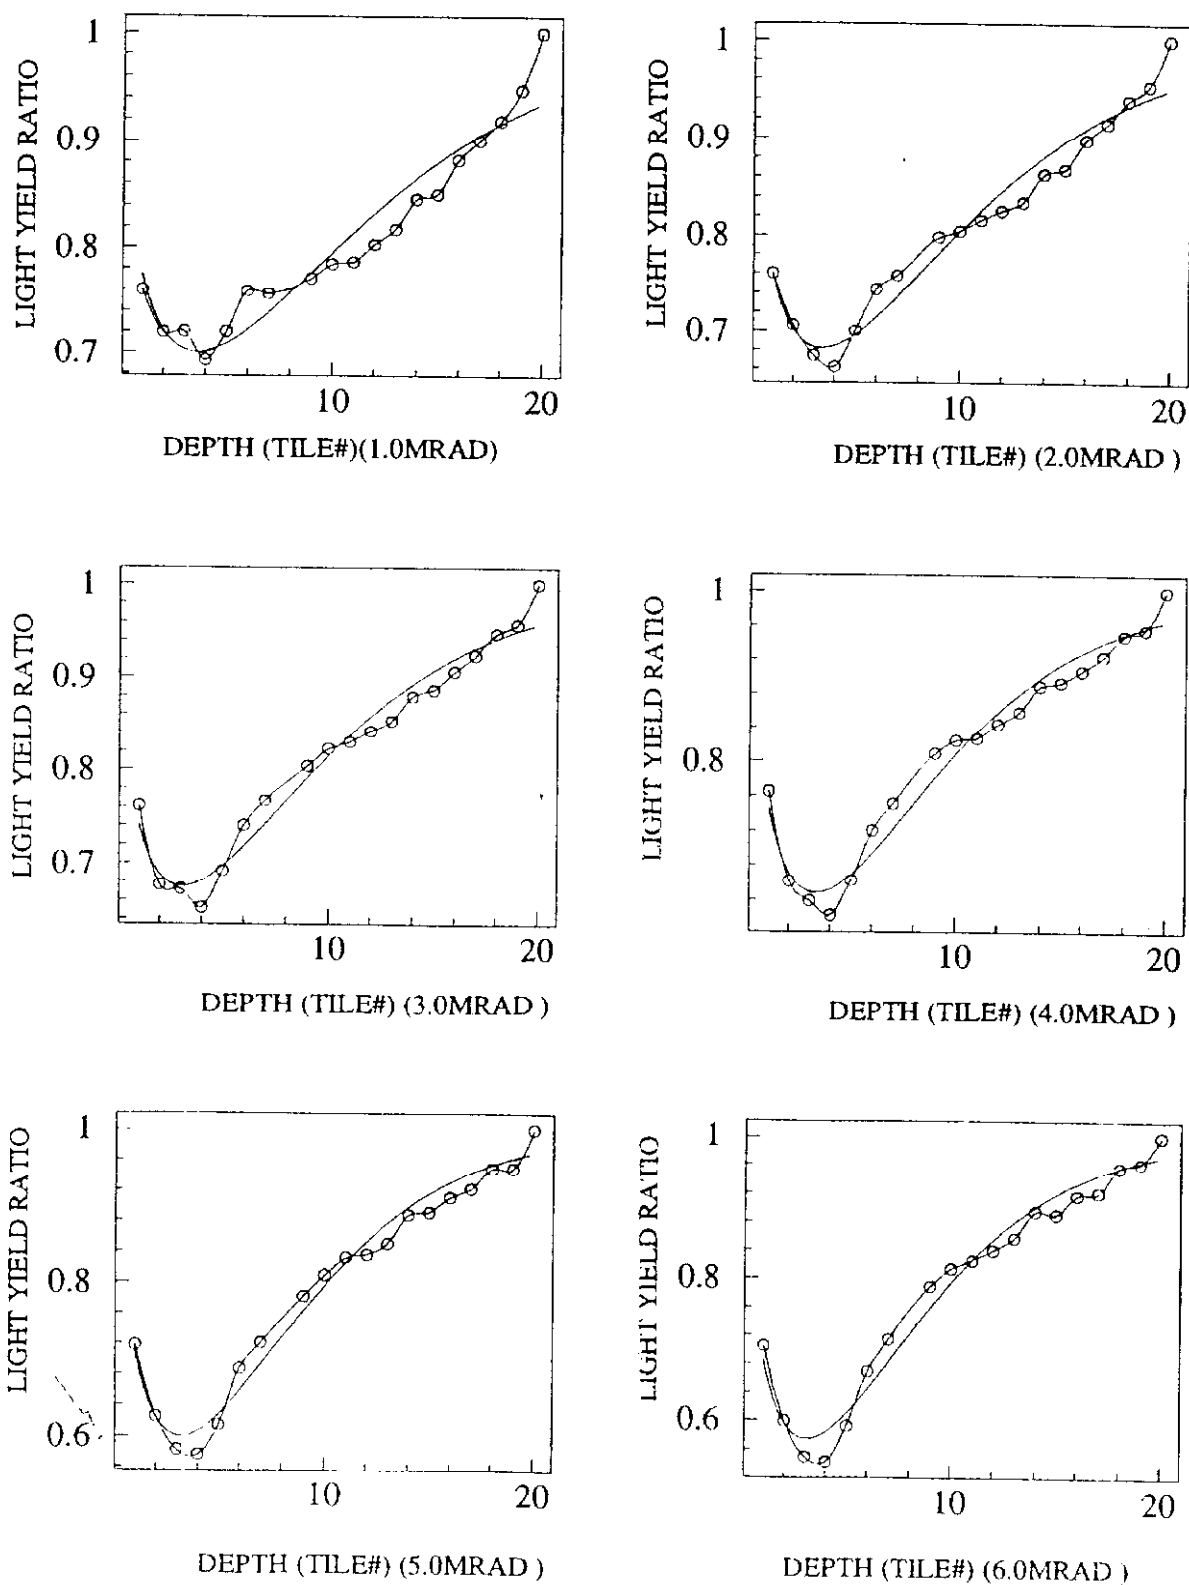 LIGHT YIELD RATIO
1
0.9
0.8
0.7
10
20
DEPTH (TILE#)(1.0MRAD)
LIGHT YIELD RATIO
1
0.9
0.8
0.7
10
20
DEPTH (TILE#) (2.0MRAD )
LIGHT YIELD RATIO
1
0.9
0.8
0.7
10
20
DEPTH (TILE#) (3.0MRAD )
LIGHT YIELD RATIO
1
0.8
10
20
DEPTH (TILE#) (4.0MRAD )
LIGHT YIELD RATIO
1
0.8
0.6
10
20
DEPTH (TILE#) (5.0MRAD )
LIGHT YIELD RATIO
1
0.8
0.6
10
20
DEPTH (TILE#) (6.0MRAD )